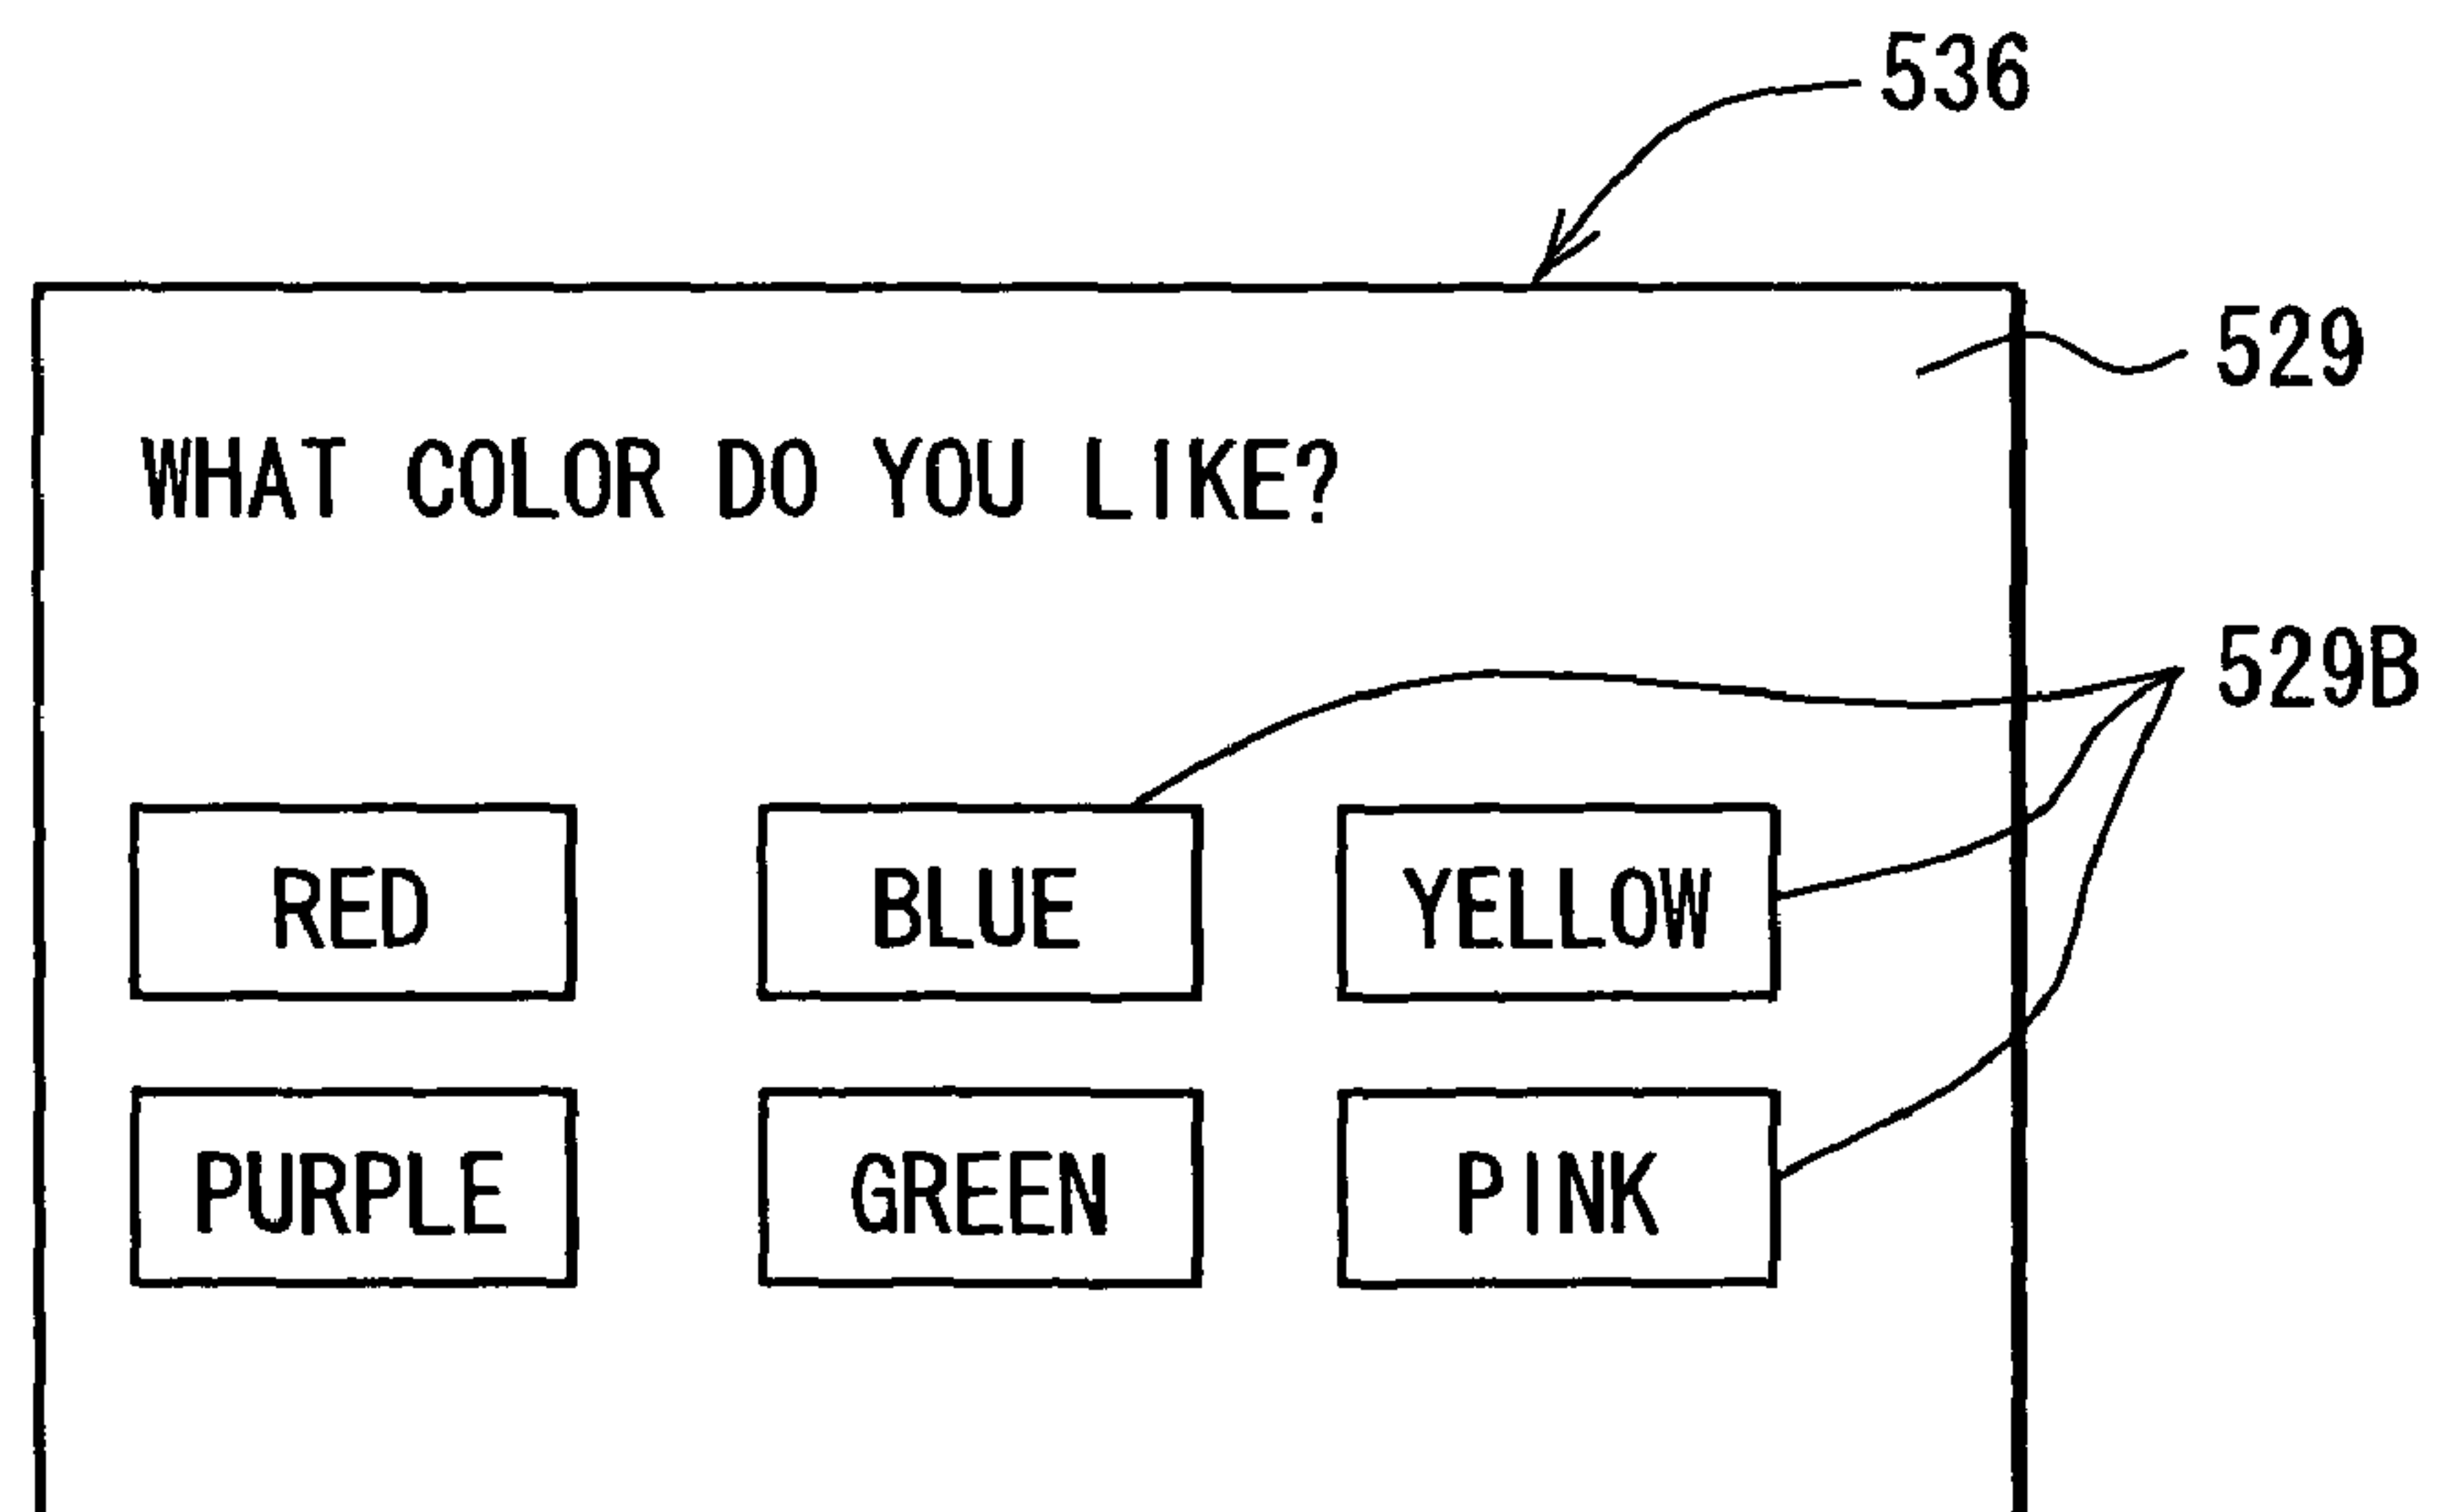 536
529
WHAT COLOR DO YOU LIKE?
529B
RED BLUE YELLOW
PURPLE GREEN PINK